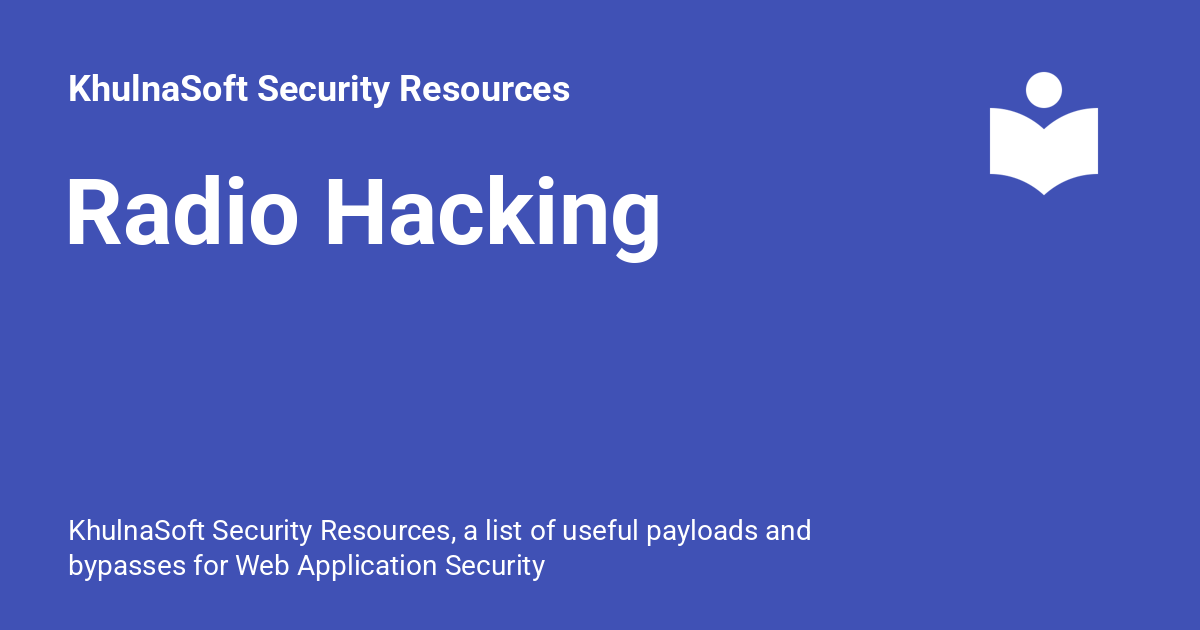 KhulnaSoft Security Resources
Radio Hacking
KhulnaSoft Security Resources, a list of useful payloads and
bypasses for Web Application Security